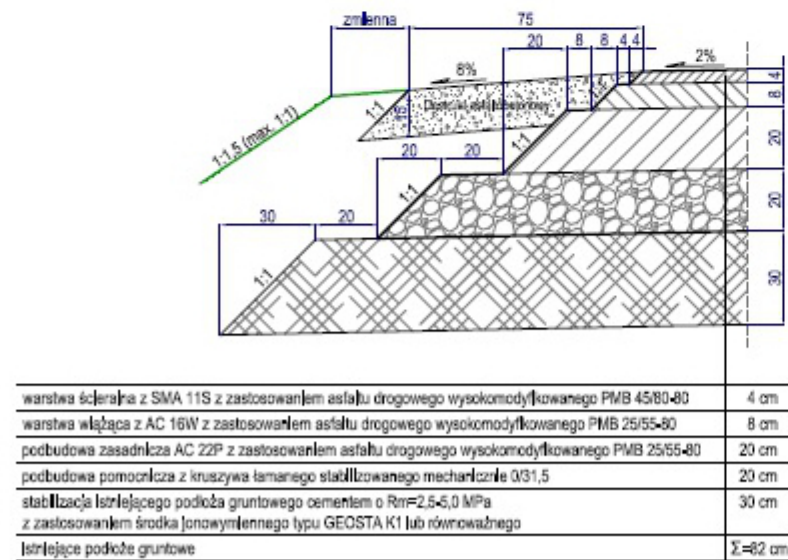 zmienna 75
20 8 8 4 4
6% 2%
1:1
15
1:1,5 (max. 1:1)
4
8
20
20
30
20 20
1:1
1:1
30 20
1:1
warstwa ścieralna z SMA 11S z zastosowaniem asfaltu drogowego wysokomodyfikowanego PMB 45/80-80 4 cm
warstwa wiążąca z AC 16W z zastosowaniem asfaltu drogowego wysokomodyfikowanego PMB 25/55-80 8 cm
podbudowa zasadnicza AC 22P z zastosowaniem asfaltu drogowego wysokomodyfikowanego PMB 25/55-80 20 cm
podbudowa pomocnicza z kruszywa łamanego stabilizowanego mechanicznie 0/31,5 20 cm
stabilizacja istniejącego podłoża gruntowego cementem o Rm=2,5-5,0 MPa 30 cm
z zastosowaniem środka jonowymiennego typu GEOSTA K1 lub równoważnego
istniejące podłoże gruntowe Σ=82 cm